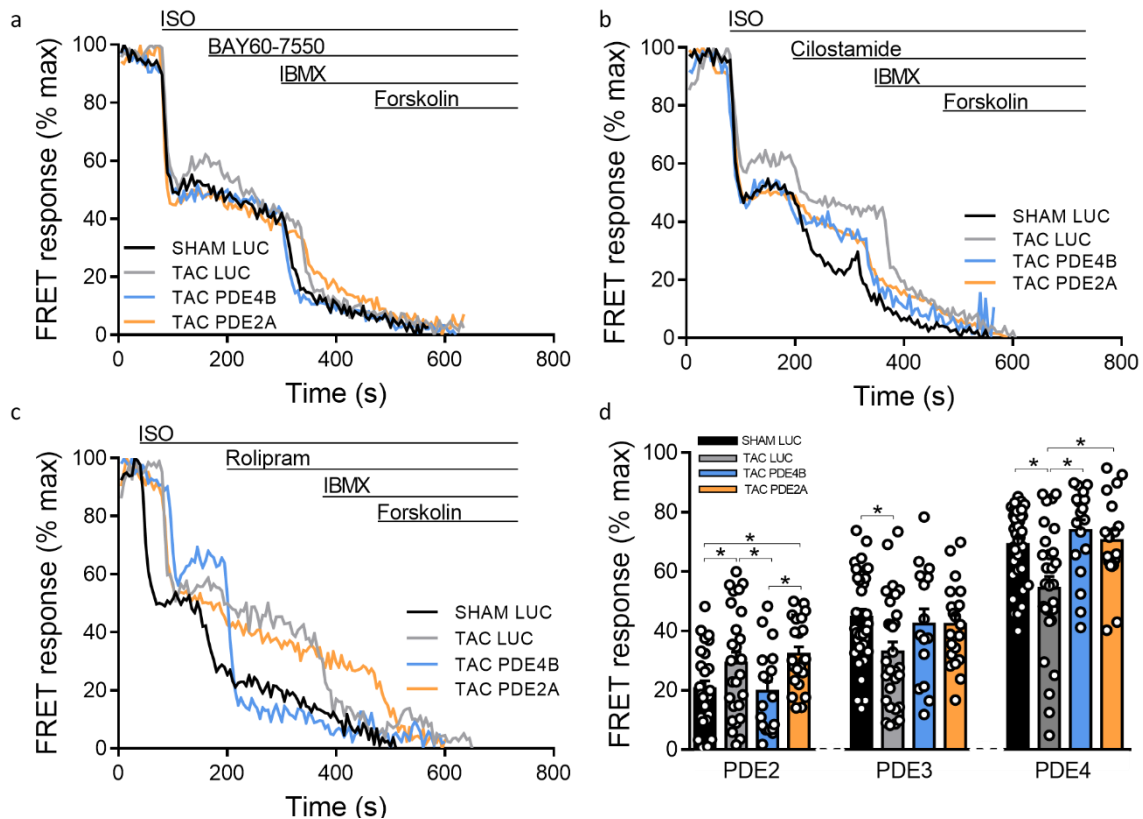 a
ISO
BAY60-7550
IBMX
Forskolin
FRET response (% max)
100
80
60
40
20
0
SHAM LUC
TAC LUC
TAC PDE4B
TAC PDE2A
0 200 400 600 800
Time (s)
b
ISO
Cilostamide
IBMX
Forskolin
FRET response (% max)
100
80
60
40
20
0
SHAM LUC
TAC LUC
TAC PDE4B
TAC PDE2A
0 200 400 600 800
Time (s)
c
ISO
Rolipram
IBMX
Forskolin
FRET response (% max)
100
80
60
40
20
0
SHAM LUC
TAC LUC
TAC PDE4B
TAC PDE2A
0 200 400 600 800
Time (s)
d
SHAM LUC
TAC LUC
TAC PDE4B
TAC PDE2A
FRET response (% max)
100
80
60
40
20
0
* * * *
*
* * *
PDE2 PDE3 PDE4